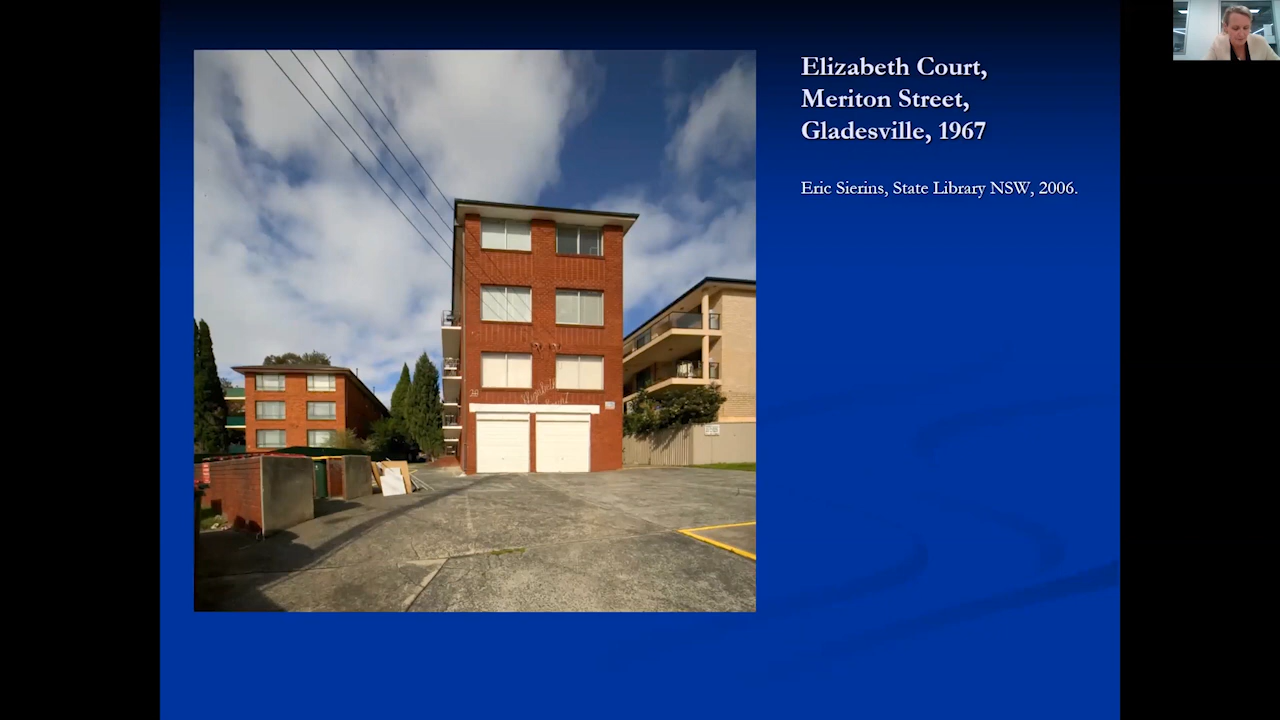 Elizabeth Court,
Meriton Street,
Gladesville, 1967
Eric Sierins, State Library NSW, 2006.